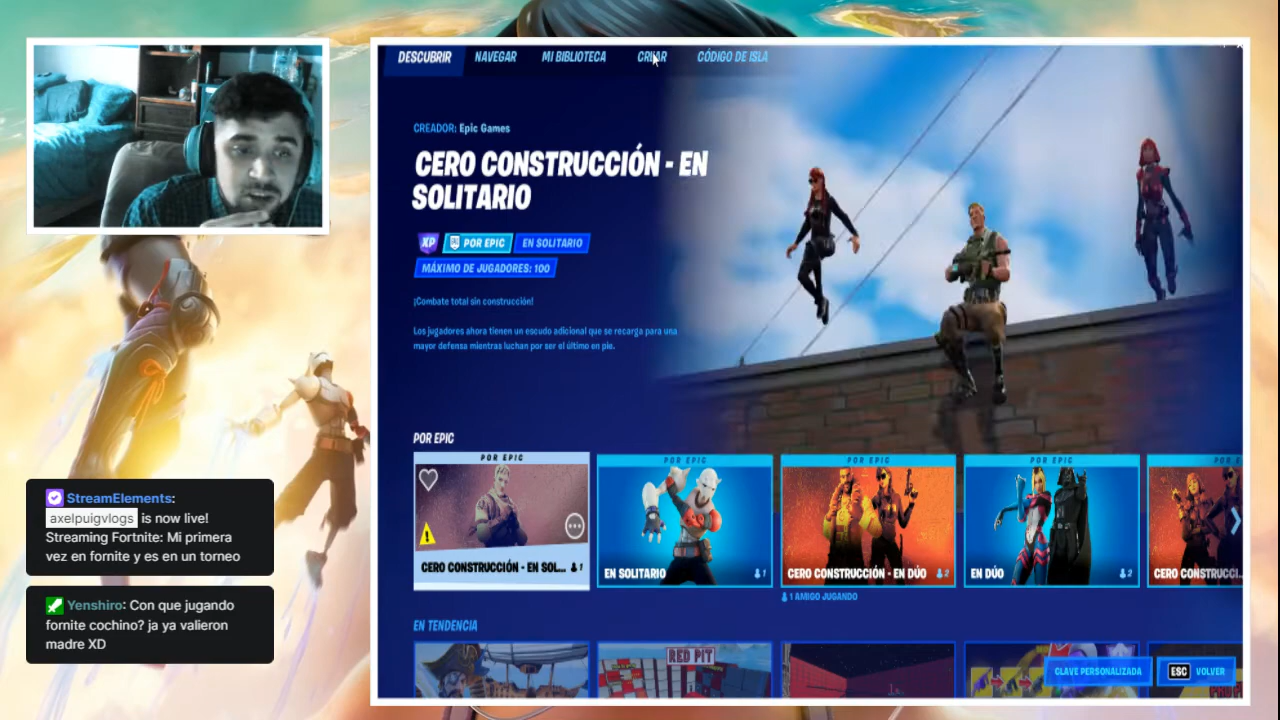 DESCUBRIR
NAVEGAR
MI BIBLIOTECA
CREAR
CÓDIGO DE ISLA
CREADOR: Epic Games
CERO CONSTRUCCIÓN - EN
SOLITARIO
XP
POR EPIC
EN SOLITARIO
MÁXIMO DE JUGADORES: 100
¡Combate total sin construcción!
Los jugadores ahora tienen un escudo adicional que se recarga para una
mayor defensa mientras luchan por ser el último en pie.
POR EPIC
POR EPIC
CERO CONSTRUCCIÓN - EN SOL... 1
POR EPIC
EN SOLITARIO 1
POR EPIC
CERO CONSTRUCCIÓN - EN DÚO 2
1 AMIGO JUGANDO
POR EPIC
EN DÚO 2
POR E
CERO CONSTRUCCI...
EN TENDENCIA
RED PIT
CLAVE PERSONALIZADA
ESC VOLVER
StreamElements:
axelpuigvlogs is now live!
Streaming Fortnite: Mi primera
vez en fornite y es en un torneo
Yenshiro: Con que jugando
fornite cochino? ja ya valieron
madre XD